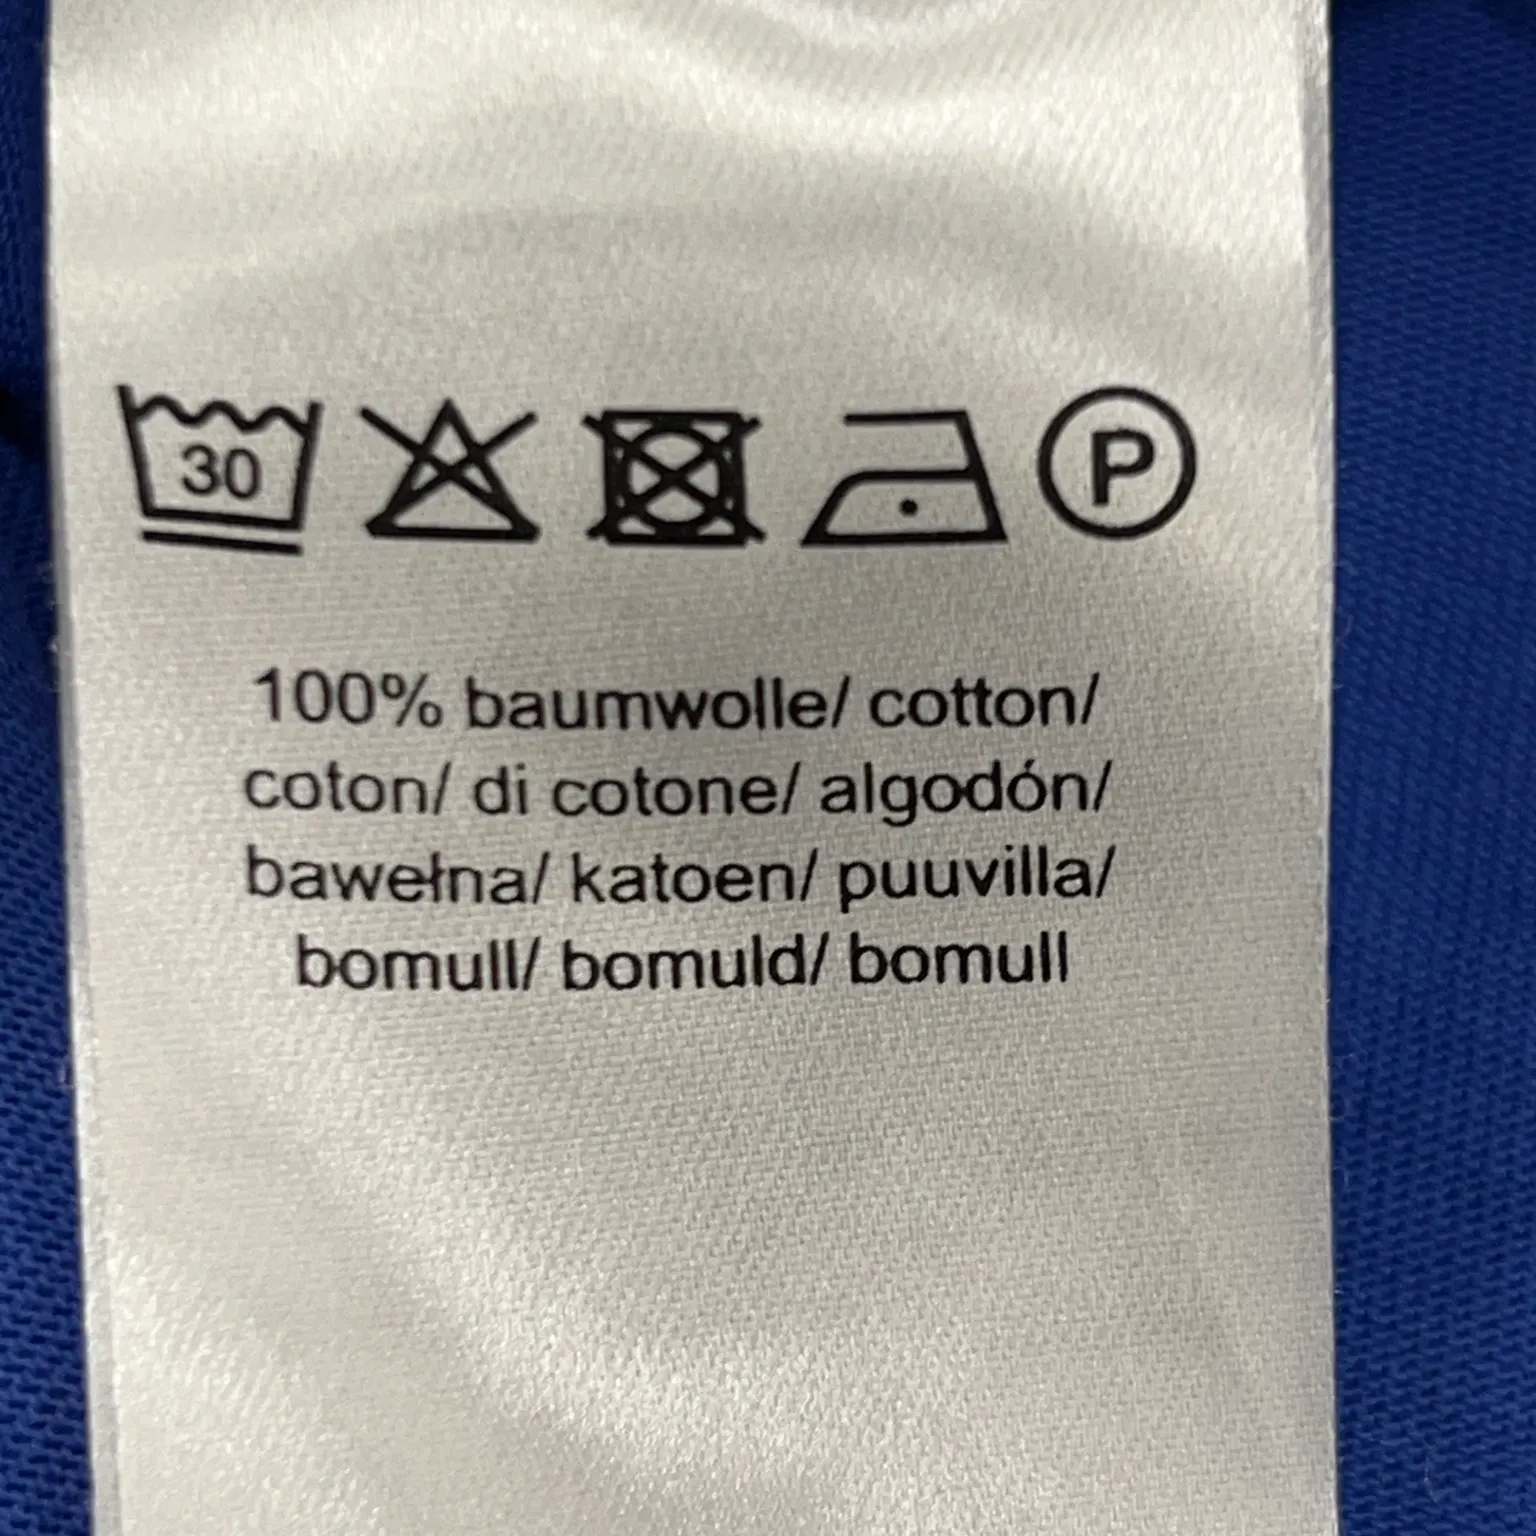 30 P
100% baumwolle/ cotton/
coton/ di cotone/ algodón/
bawełna/ katoen/ puuvilla/
bomull/ bomuld/ bomull